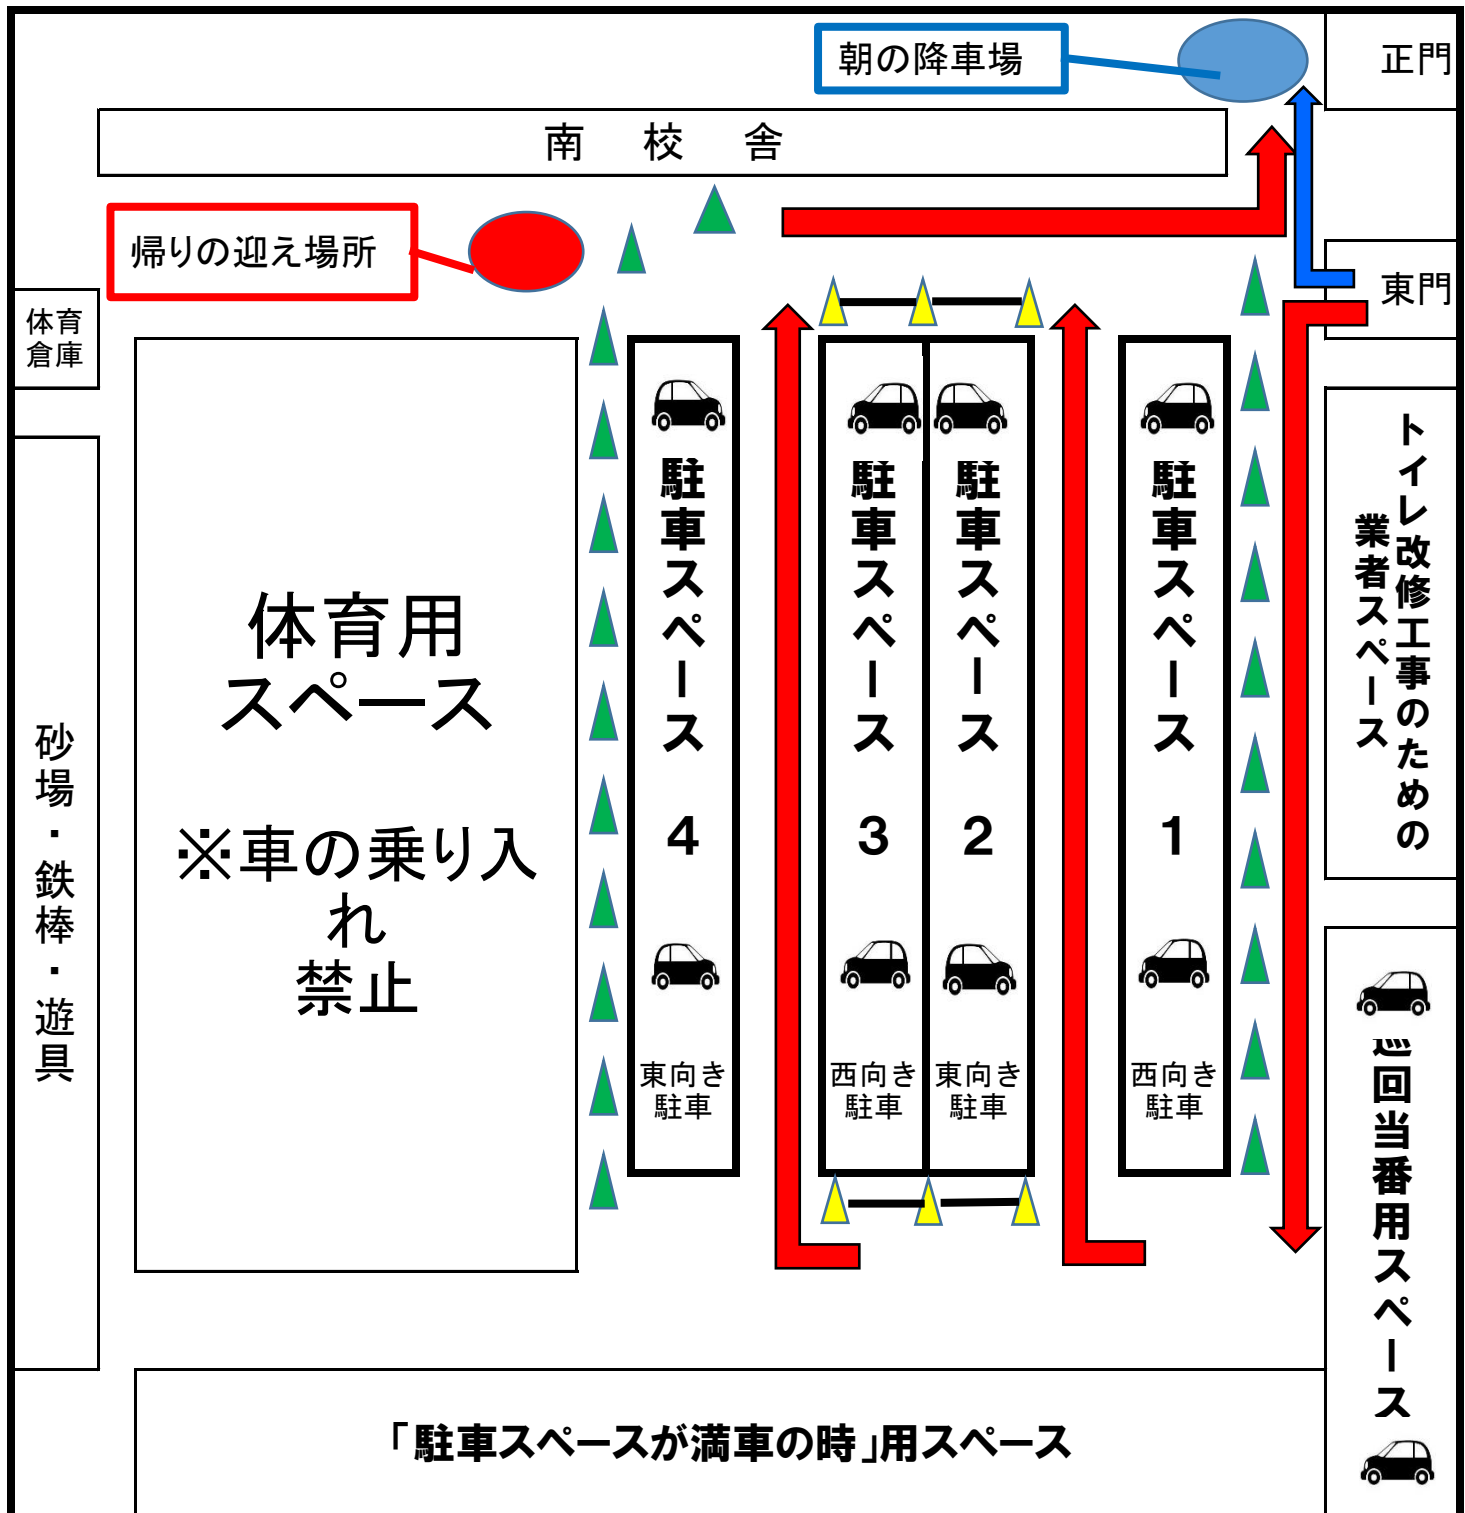 朝の降車場
正門
南 校 舎
帰りの迎え場所
東門
体育
倉庫
体育用
スペース
※車の乗り入
れ
禁止
砂場・鉄棒・遊具
駐車スペース 4
東向き
駐車
駐車スペース 3
西向き
駐車
駐車スペース 2
東向き
駐車
駐車スペース 1
西向き
駐車
トイレ改修工事のための
業者スペース
巡回当番用スペース
「駐車スペースが満車の時」用スペース